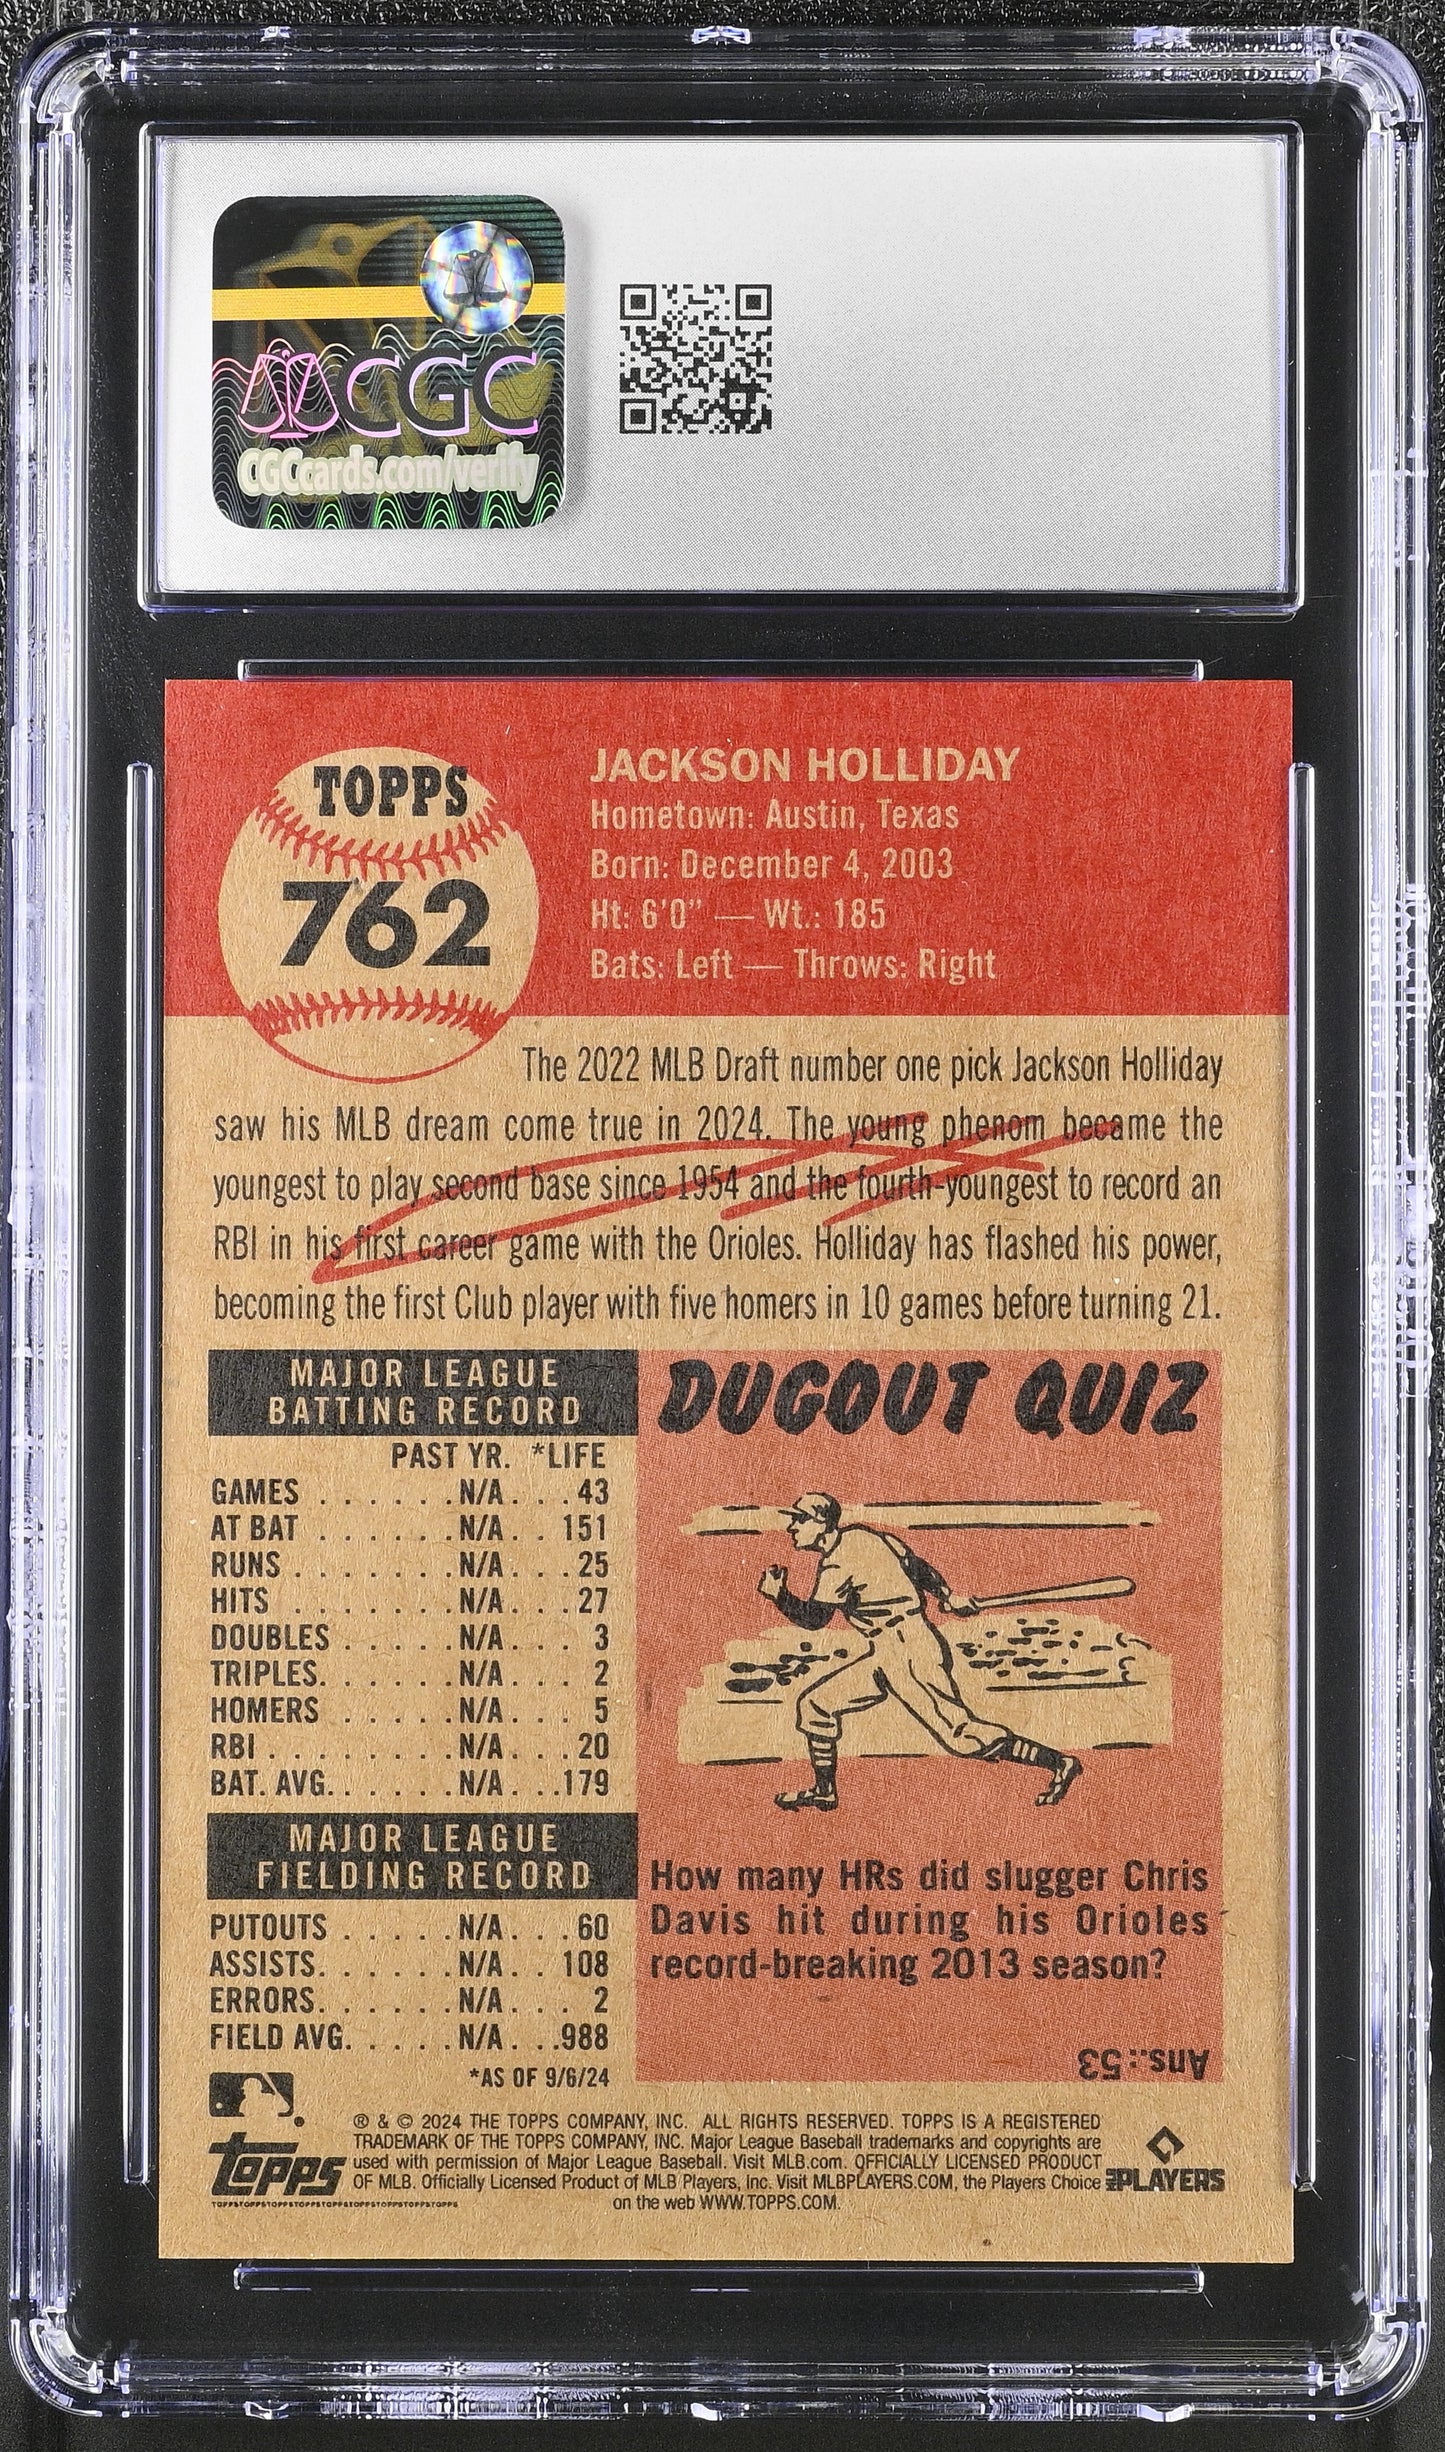 CGC
CGCcards.com/verify
TOPPS
762
JACKSON HOLLIDAY
Hometown: Austin, Texas
Born: December 4, 2003
Ht: 6'0" — Wt.: 185
Bats: Left — Throws: Right
The 2022 MLB Draft number one pick Jackson Holliday
saw his MLB dream come true in 2024. The young phenom became the
youngest to play second base since 1954 and the fourth-youngest to record an
RBI in his first career game with the Orioles. Holliday has flashed his power,
becoming the first Club player with five homers in 10 games before turning 21.
MAJOR LEAGUE
BATTING RECORD
PAST YR. *LIFE
GAMES . . . . . . N/A . . . 43
AT BAT . . . . . . N/A . . 151
RUNS . . . . . . . N/A . . . 25
HITS . . . . . . . N/A . . . 27
DOUBLES . . . . . N/A . . . 3
TRIPLES. . . . . . N/A . . . 2
HOMERS . . . . . N/A . . . 5
RBI . . . . . . . . N/A . . . 20
BAT. AVG. . . . . . N/A . . .179
MAJOR LEAGUE
FIELDING RECORD
PUTOUTS . . . . . N/A . . . 60
ASSISTS. . . . . . N/A . . 108
ERRORS. . . . . . N/A . . . 2
FIELD AVG. . . . . N/A . . .988
*AS OF 9/6/24
DUGOUT QUIZ
How many HRs did slugger Chris
Davis hit during his Orioles
record-breaking 2013 season?
Ans.: 53
® & © 2024 THE TOPPS COMPANY, INC. ALL RIGHTS RESERVED. TOPPS IS A REGISTERED
TRADEMARK OF THE TOPPS COMPANY, INC. Major League Baseball trademarks and copyrights are
used with permission of Major League Baseball. Visit MLB.com. OFFICIALLY LICENSED PRODUCT
OF MLB. Officially Licensed Product of MLB Players, Inc. Visit MLBPLAYERS.COM, the Players Choice
on the web WWW.TOPPS.COM.
topps
TOPPSTOPPSTOPPSTOPPSTOPPSTOPPSTOPPSTOPPSTOPPS
MLB PLAYERS